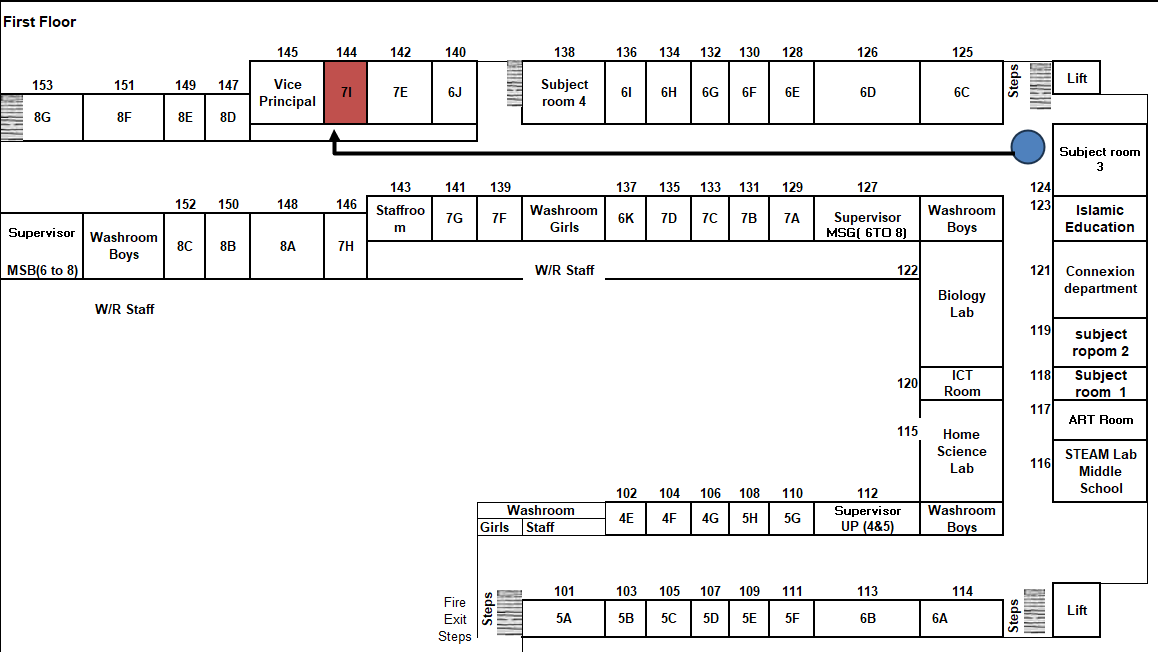 First Floor
145 144 142 140 138 136 134 132 130 128 126 125
153 151 149 147
Vice
Principal
7I
7E
6J
Subject
room 4
6I
6H
6G
6F
6E
6D
6C
Steps
Lift
8G
8F
8E
8D
Subject room
3
143 141 139 137 135 133 131 129 127
124
152 150 148 146
123
Supervisor
MSB(6 to 8)
Washroom
Boys
8C
8B
8A
7H
Staffroo
m
7G
7F
Washroom
Girls
6K
7D
7C
7B
7A
Supervisor
MSG( 6TO 8)
Washroom
Boys
Islamic
Education
W/R Staff
122
121
Connexion
department
Biology
Lab
W/R Staff
119
subject
ropom 2
120
ICT
Room
118
Subject
room 1
117
ART Room
115
Home
Science
Lab
116
STEAM Lab
Middle
School
102 104 106 108 110 112
Washroom
Girls
Staff
4E
4F
4G
5H
5G
Supervisor
UP (4&5)
Washroom
Boys
101 103 105 107 109 111 113 114
Fire
Exit
Steps
Steps
5A
5B
5C
5D
5E
5F
6B
6A
Steps
Lift